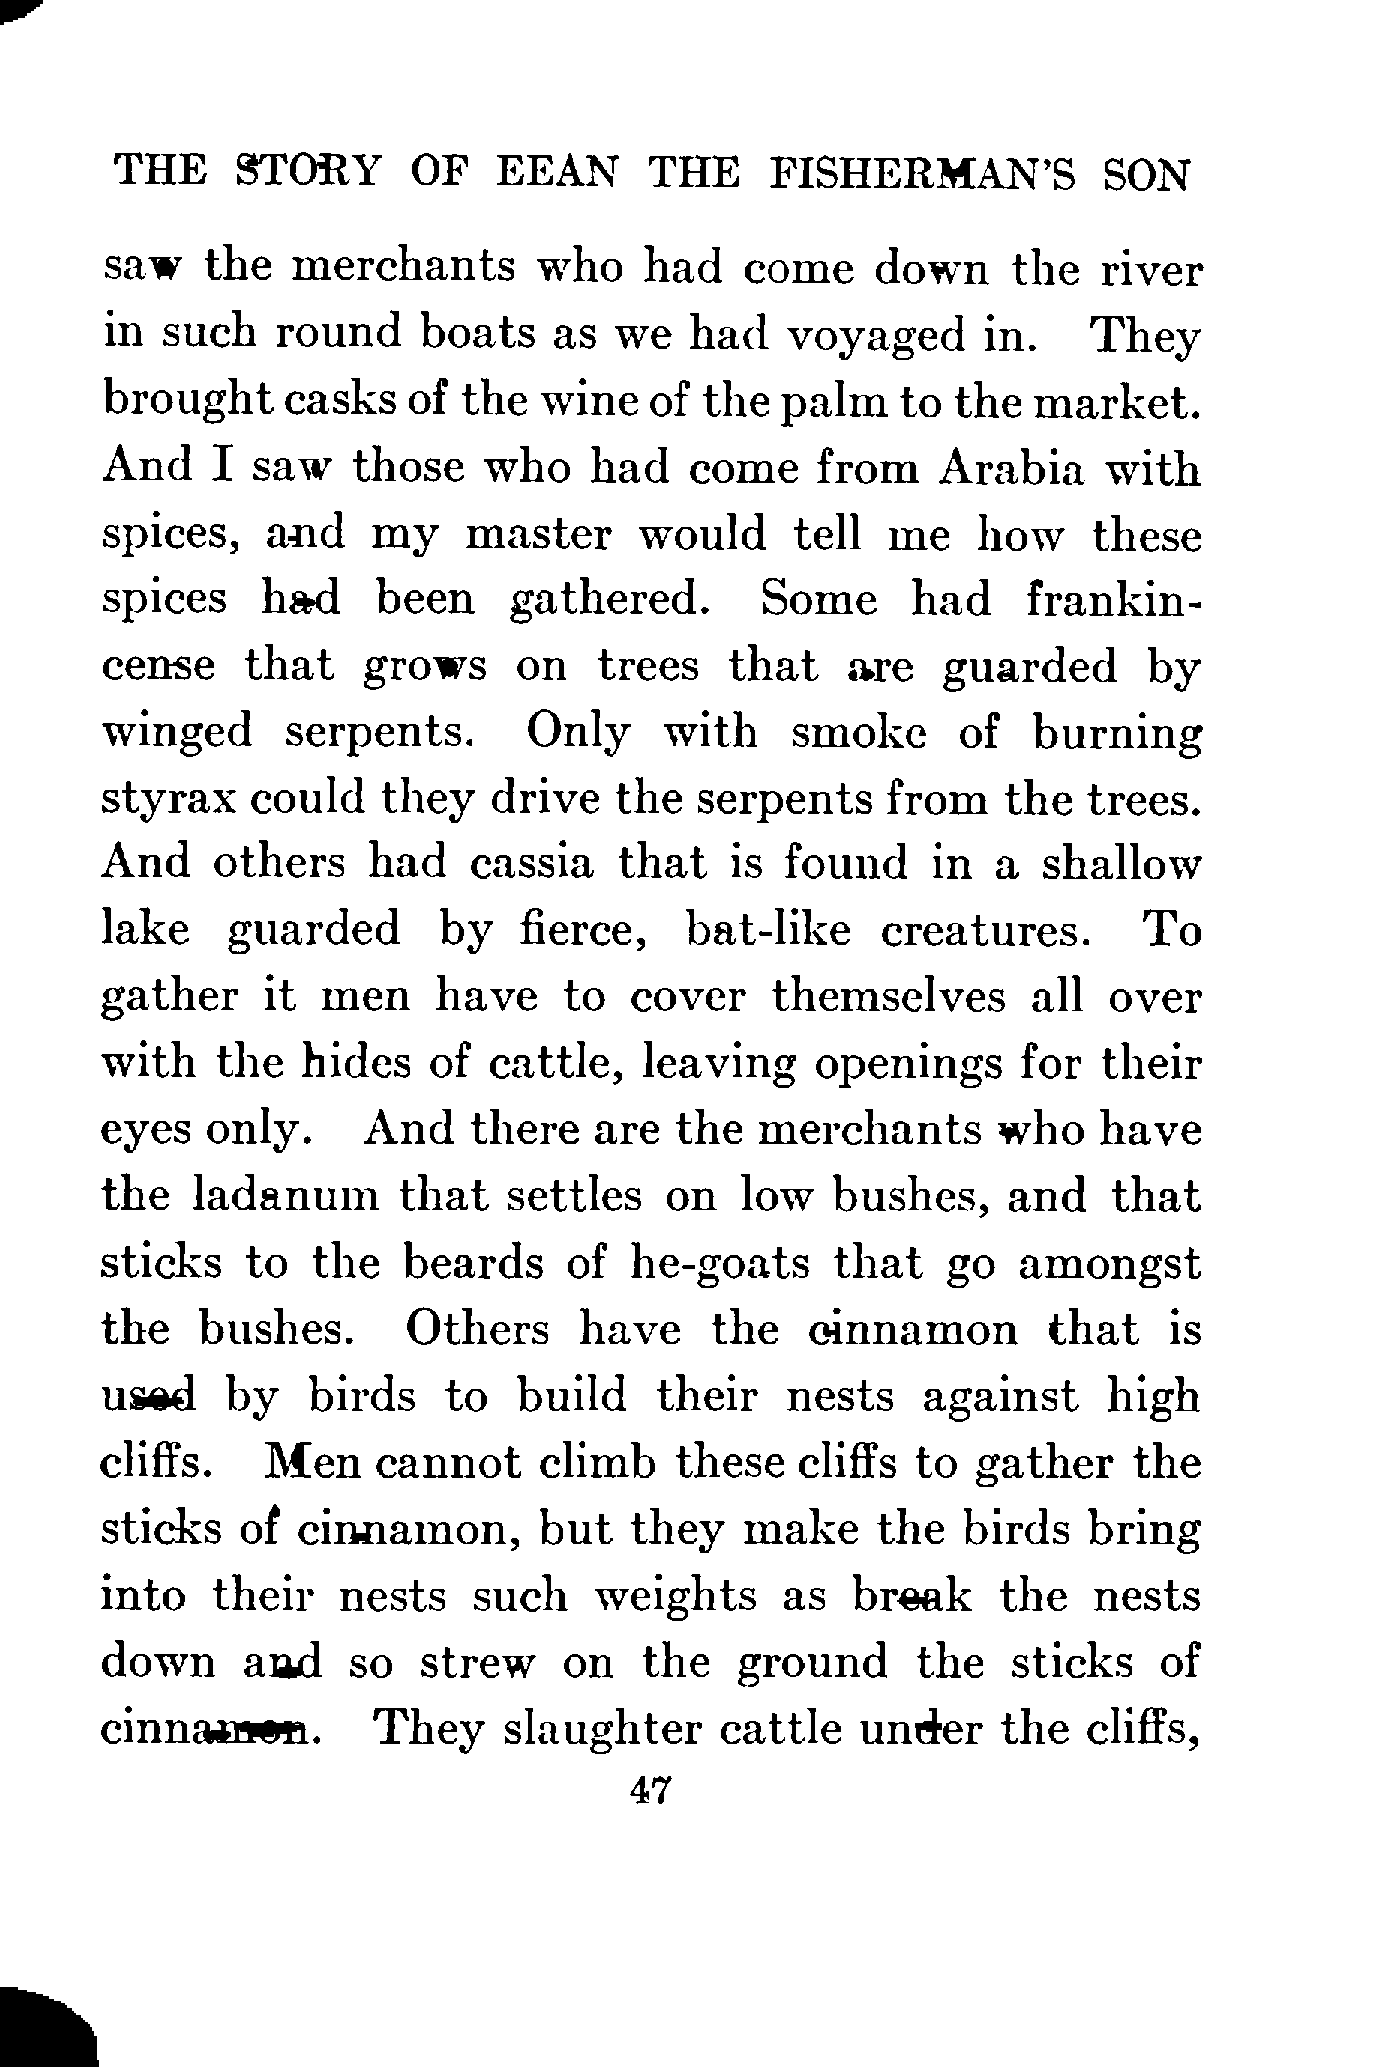 THE STORY OF EEAN THE FISHERMAN'S SON
saw the merchants who had come down the river
in such round boats as we had voyaged in. They
brought casks of the wine of the palm to the market.
And I saw those who had come from Arabia with
spices, and my master would tell me how these
spices had been gathered. Some had frankin-
cense that grows on trees that are guarded by
winged serpents. Only with smoke of burning
styrax could they drive the serpents from the trees.
And others had cassia that is found in a shallow
lake guarded by fierce, bat-like creatures. To
gather it men have to cover themselves all over
with the hides of cattle, leaving openings for their
eyes only. And there are the merchants who have
the ladanum that settles on low bushes, and that
sticks to the beards of he-goats that go amongst
the bushes. Others have the cinnamon that is
used by birds to build their nests against high
cliffs. Men cannot climb these cliffs to gather the
sticks of cinnamon, but they make the birds bring
into their nests such weights as break the nests
down and so strew on the ground the sticks of
cinnamon. They slaughter cattle under the cliffs,
47